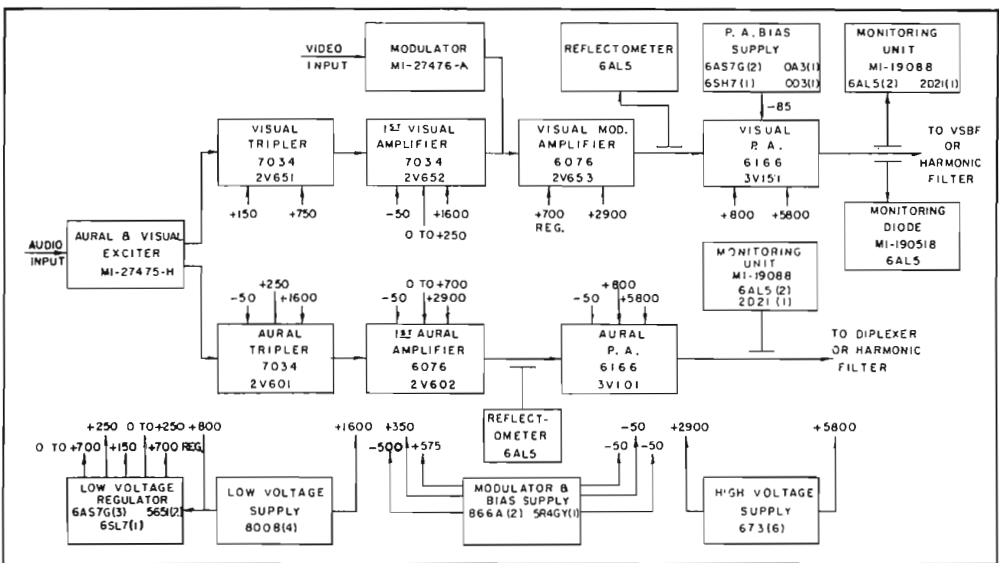 VIDEO
INPUT
MODULATOR
MI-27476-A
REFLECTOMETER
6AL5
P. A. BIAS
SUPPLY
6AS7G(2) OA3(1)
6SH7(1) OD3(1)
-85
MONITORING
UNIT
MI-19088
6AL5(2) 2D21(1)
VISUAL
TRIPLER
7034
2V651
+150 +750
1ST VISUAL
AMPLIFIER
7034
2V652
-50 +1600
0 TO +250
VISUAL MOD.
AMPLIFIER
6076
2V653
+700 +2900
REG.
VISUAL
P. A.
6166
3V151
+800 +5800
TO VSBF
OR
HARMONIC
FILTER
MONITORING
DIODE
MI-19051B
6AL5
AUDIO
INPUT
AURAL & VISUAL
EXCITER
MI-27475-H
+250
-50 +1600
AURAL
TRIPLER
7034
2V601
0 TO +700
-50 +2900
1ST AURAL
AMPLIFIER
6076
2V602
REFLECT-
OMETER
6AL5
+800
-50 +5800
AURAL
P. A.
6166
3V101
MONITORING
UNIT
MI-19088
6AL5(2)
2D21(1)
TO DIPLEXER
OR HARMONIC
FILTER
+250 0 TO +250 +800
0 TO +700 +150 +700 REG.
LOW VOLTAGE
REGULATOR
6AS7G(3) 5651(2)
6SL7(1)
+1600
LOW VOLTAGE
SUPPLY
8008(4)
+350
-500 +575
-50
-50 -50
MODULATOR &
BIAS SUPPLY
866A(2) 5R4GY(1)
+2900 +5800
HIGH VOLTAGE
SUPPLY
673(6)